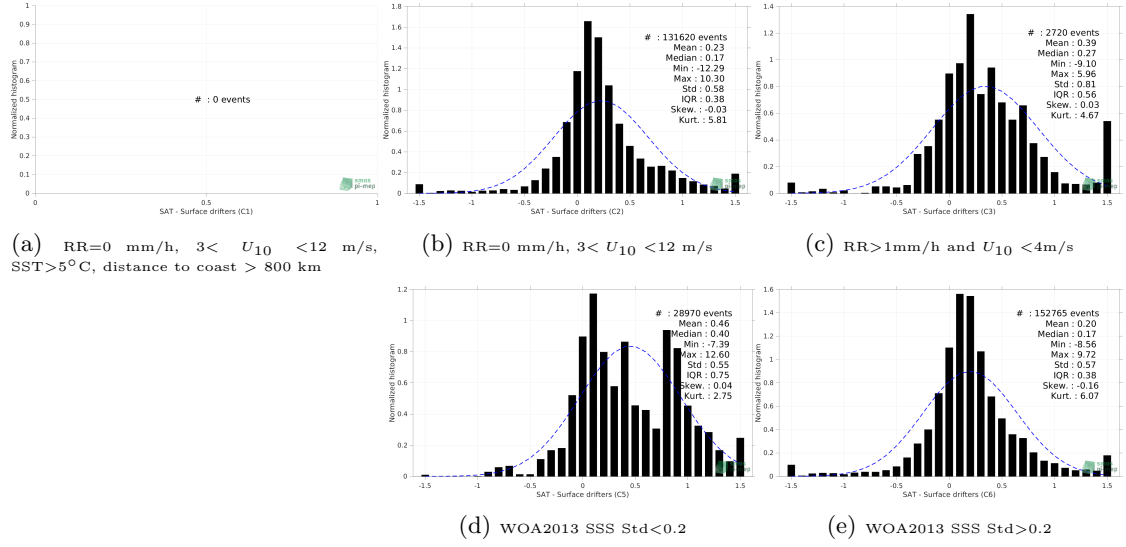 1
0.9
0.8
0.7
0.6
0.5
0.4
0.3
0.2
0.1
0
Normalized histogram
# : 0 events
smos
pi-mep
0 0.5 1
SAT - Surface drifters (C1)
(a) RR=0 mm/h, 3< U10 <12 m/s,
SST>5°C, distance to coast > 800 km
1.8
1.6
1.4
1.2
1
0.8
0.6
0.4
0.2
0
Normalized histogram
# : 131620 events
Mean : 0.23
Median : 0.17
Min : -12.29
Max : 10.30
Std : 0.58
IQR : 0.38
Skew. : -0.03
Kurt. : 5.81
smos
pi-mep
-1.5 -1 -0.5 0 0.5 1 1.5
SAT - Surface drifters (C2)
(b) RR=0 mm/h, 3< U10 <12 m/s
1.4
1.2
1
0.8
0.6
0.4
0.2
0
Normalized histogram
# : 2720 events
Mean : 0.39
Median : 0.27
Min : -9.10
Max : 5.96
Std : 0.81
IQR : 0.56
Skew. : 0.03
Kurt. : 4.67
smos
pi-mep
-1.5 -1 -0.5 0 0.5 1 1.5
SAT - Surface drifters (C3)
(c) RR>1mm/h and U10 <4m/s
1.2
1
0.8
0.6
0.4
0.2
0
Normalized histogram
# : 28970 events
Mean : 0.46
Median : 0.40
Min : -7.39
Max : 12.60
Std : 0.55
IQR : 0.75
Skew. : 0.04
Kurt. : 2.75
smos
pi-mep
-1.5 -1 -0.5 0 0.5 1 1.5
SAT - Surface drifters (C5)
(d) WOA2013 SSS Std<0.2
1.6
1.4
1.2
1
0.8
0.6
0.4
0.2
0
Normalized histogram
# : 152765 events
Mean : 0.20
Median : 0.17
Min : -8.56
Max : 9.72
Std : 0.57
IQR : 0.38
Skew. : -0.16
Kurt. : 6.07
smos
pi-mep
-1.5 -1 -0.5 0 0.5 1 1.5
SAT - Surface drifters (C6)
(e) WOA2013 SSS Std>0.2